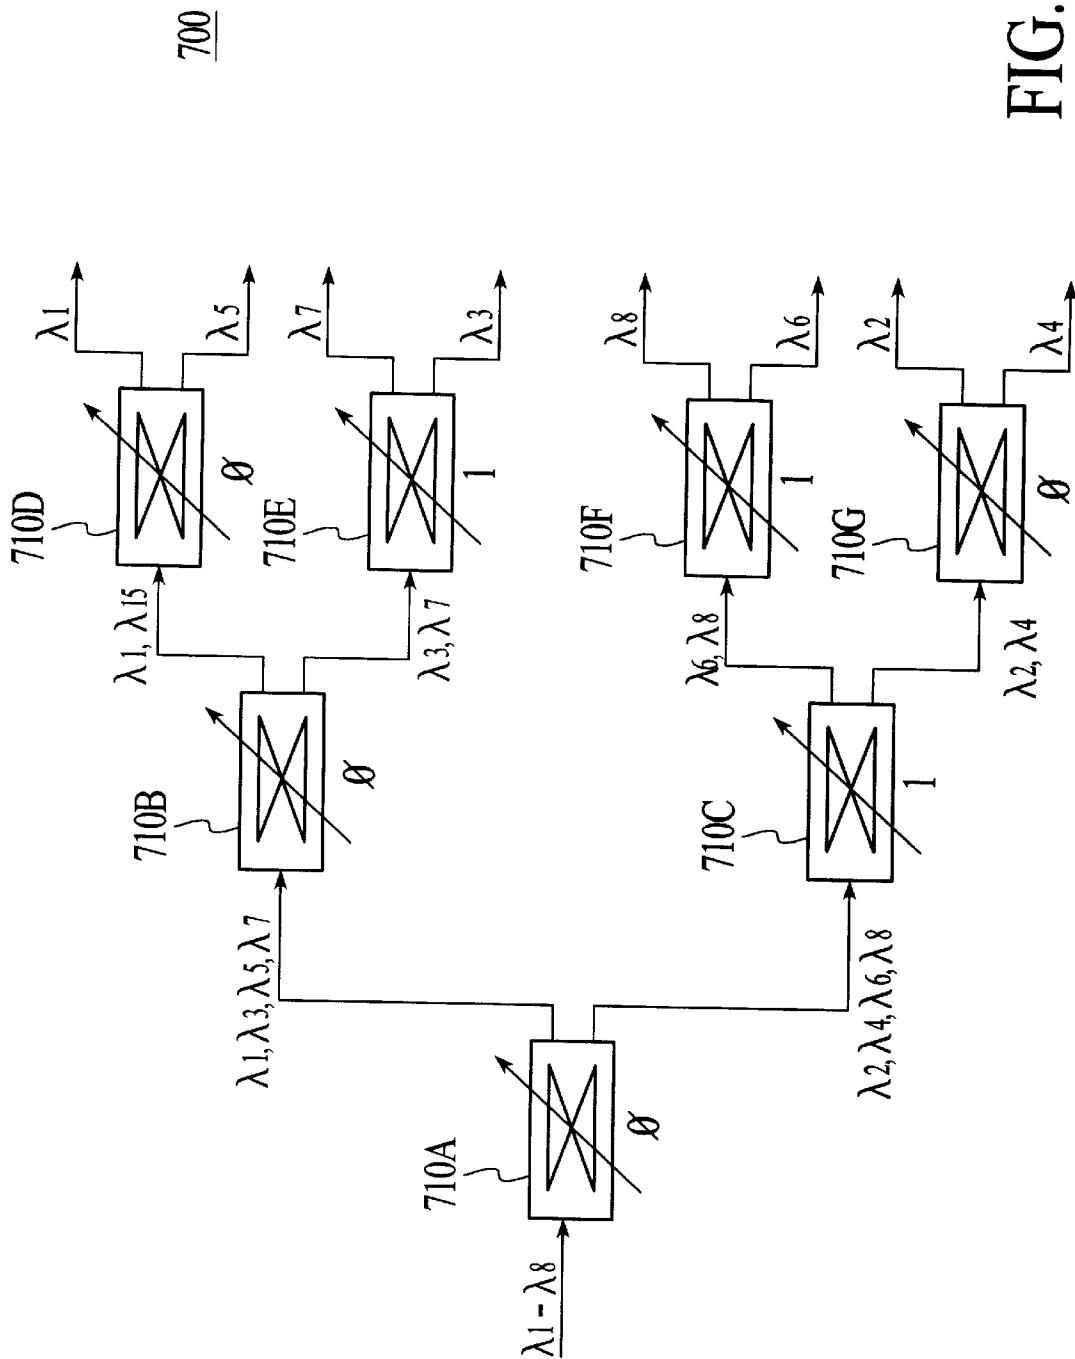 700
λ1 - λ8
710A
Ø
λ1, λ3, λ5, λ7
λ2, λ4, λ6, λ8
710B
Ø
710C
1
λ1, λ15
λ3, λ7
λ6, λ8
λ2, λ4
710D
Ø
710E
1
710F
1
710G
Ø
λ1
λ5
λ7
λ3
λ8
λ6
λ2
λ4
FIG.